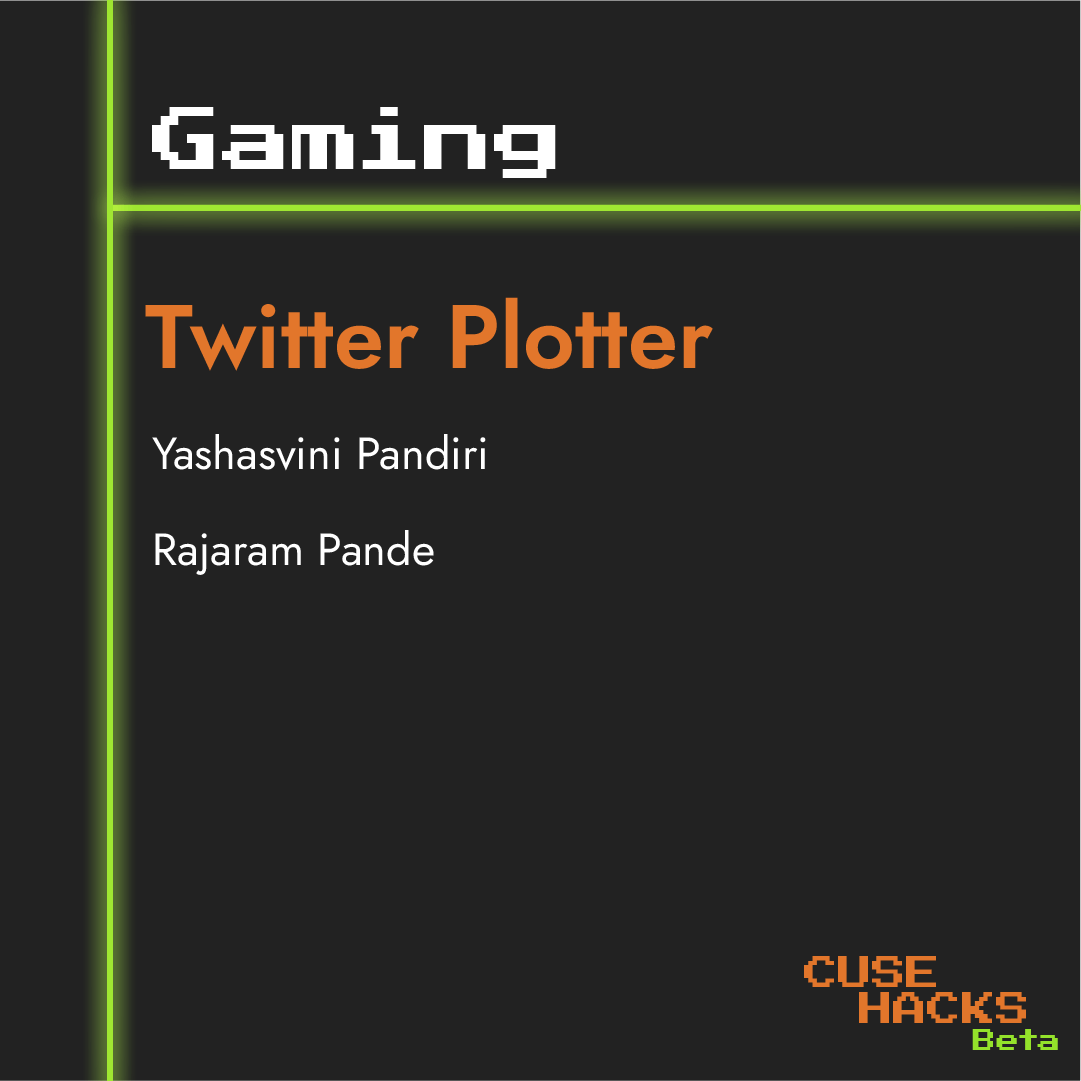 Gaming
Twitter Plotter
Yashasvini Pandiri
Rajaram Pande
CUSE
HACKS
Beta